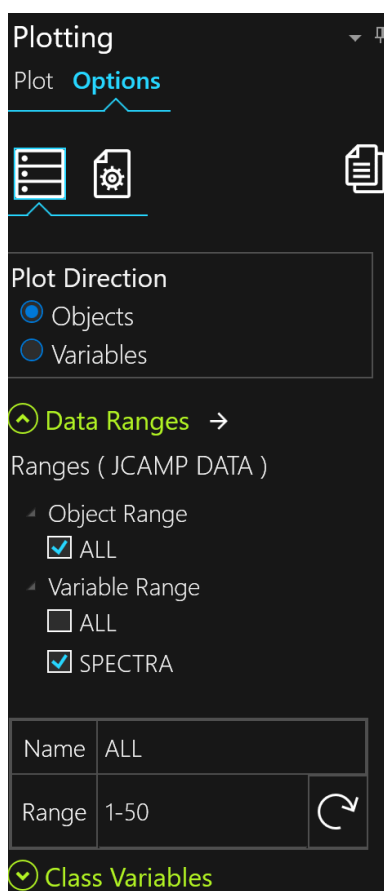 Plotting
Plot Options
Plot Direction
Objects
Variables
Data Ranges →
Ranges ( JCAMP DATA )
Object Range
ALL
Variable Range
ALL
SPECTRA
Name ALL
Range 1-50
Class Variables